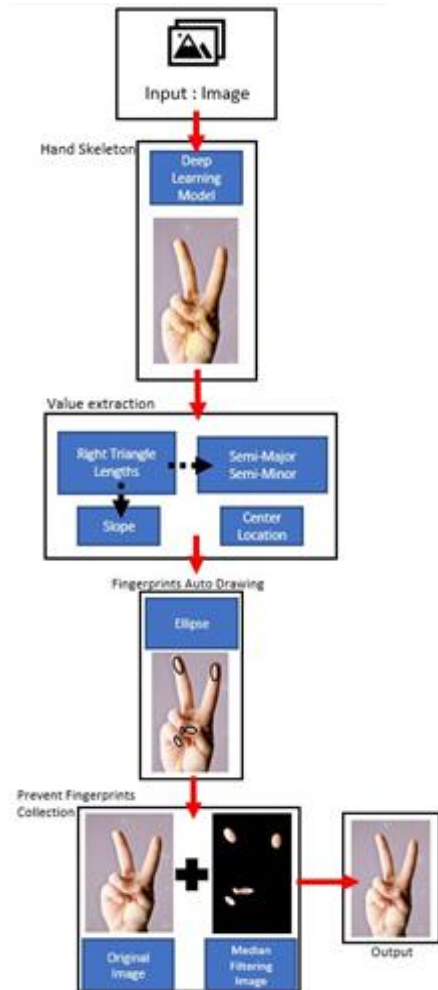 Input : Image
Hand Skeleton
Deep
Learning
Model
Value extraction
Right Triangle
Lengths
Semi-Major
Semi-Minor
Slope
Center
Location
Fingerprints Auto Drawing
Ellipse
Prevent Fingerprints
Collection
Original
Image
Median
Filtering
Image
Output